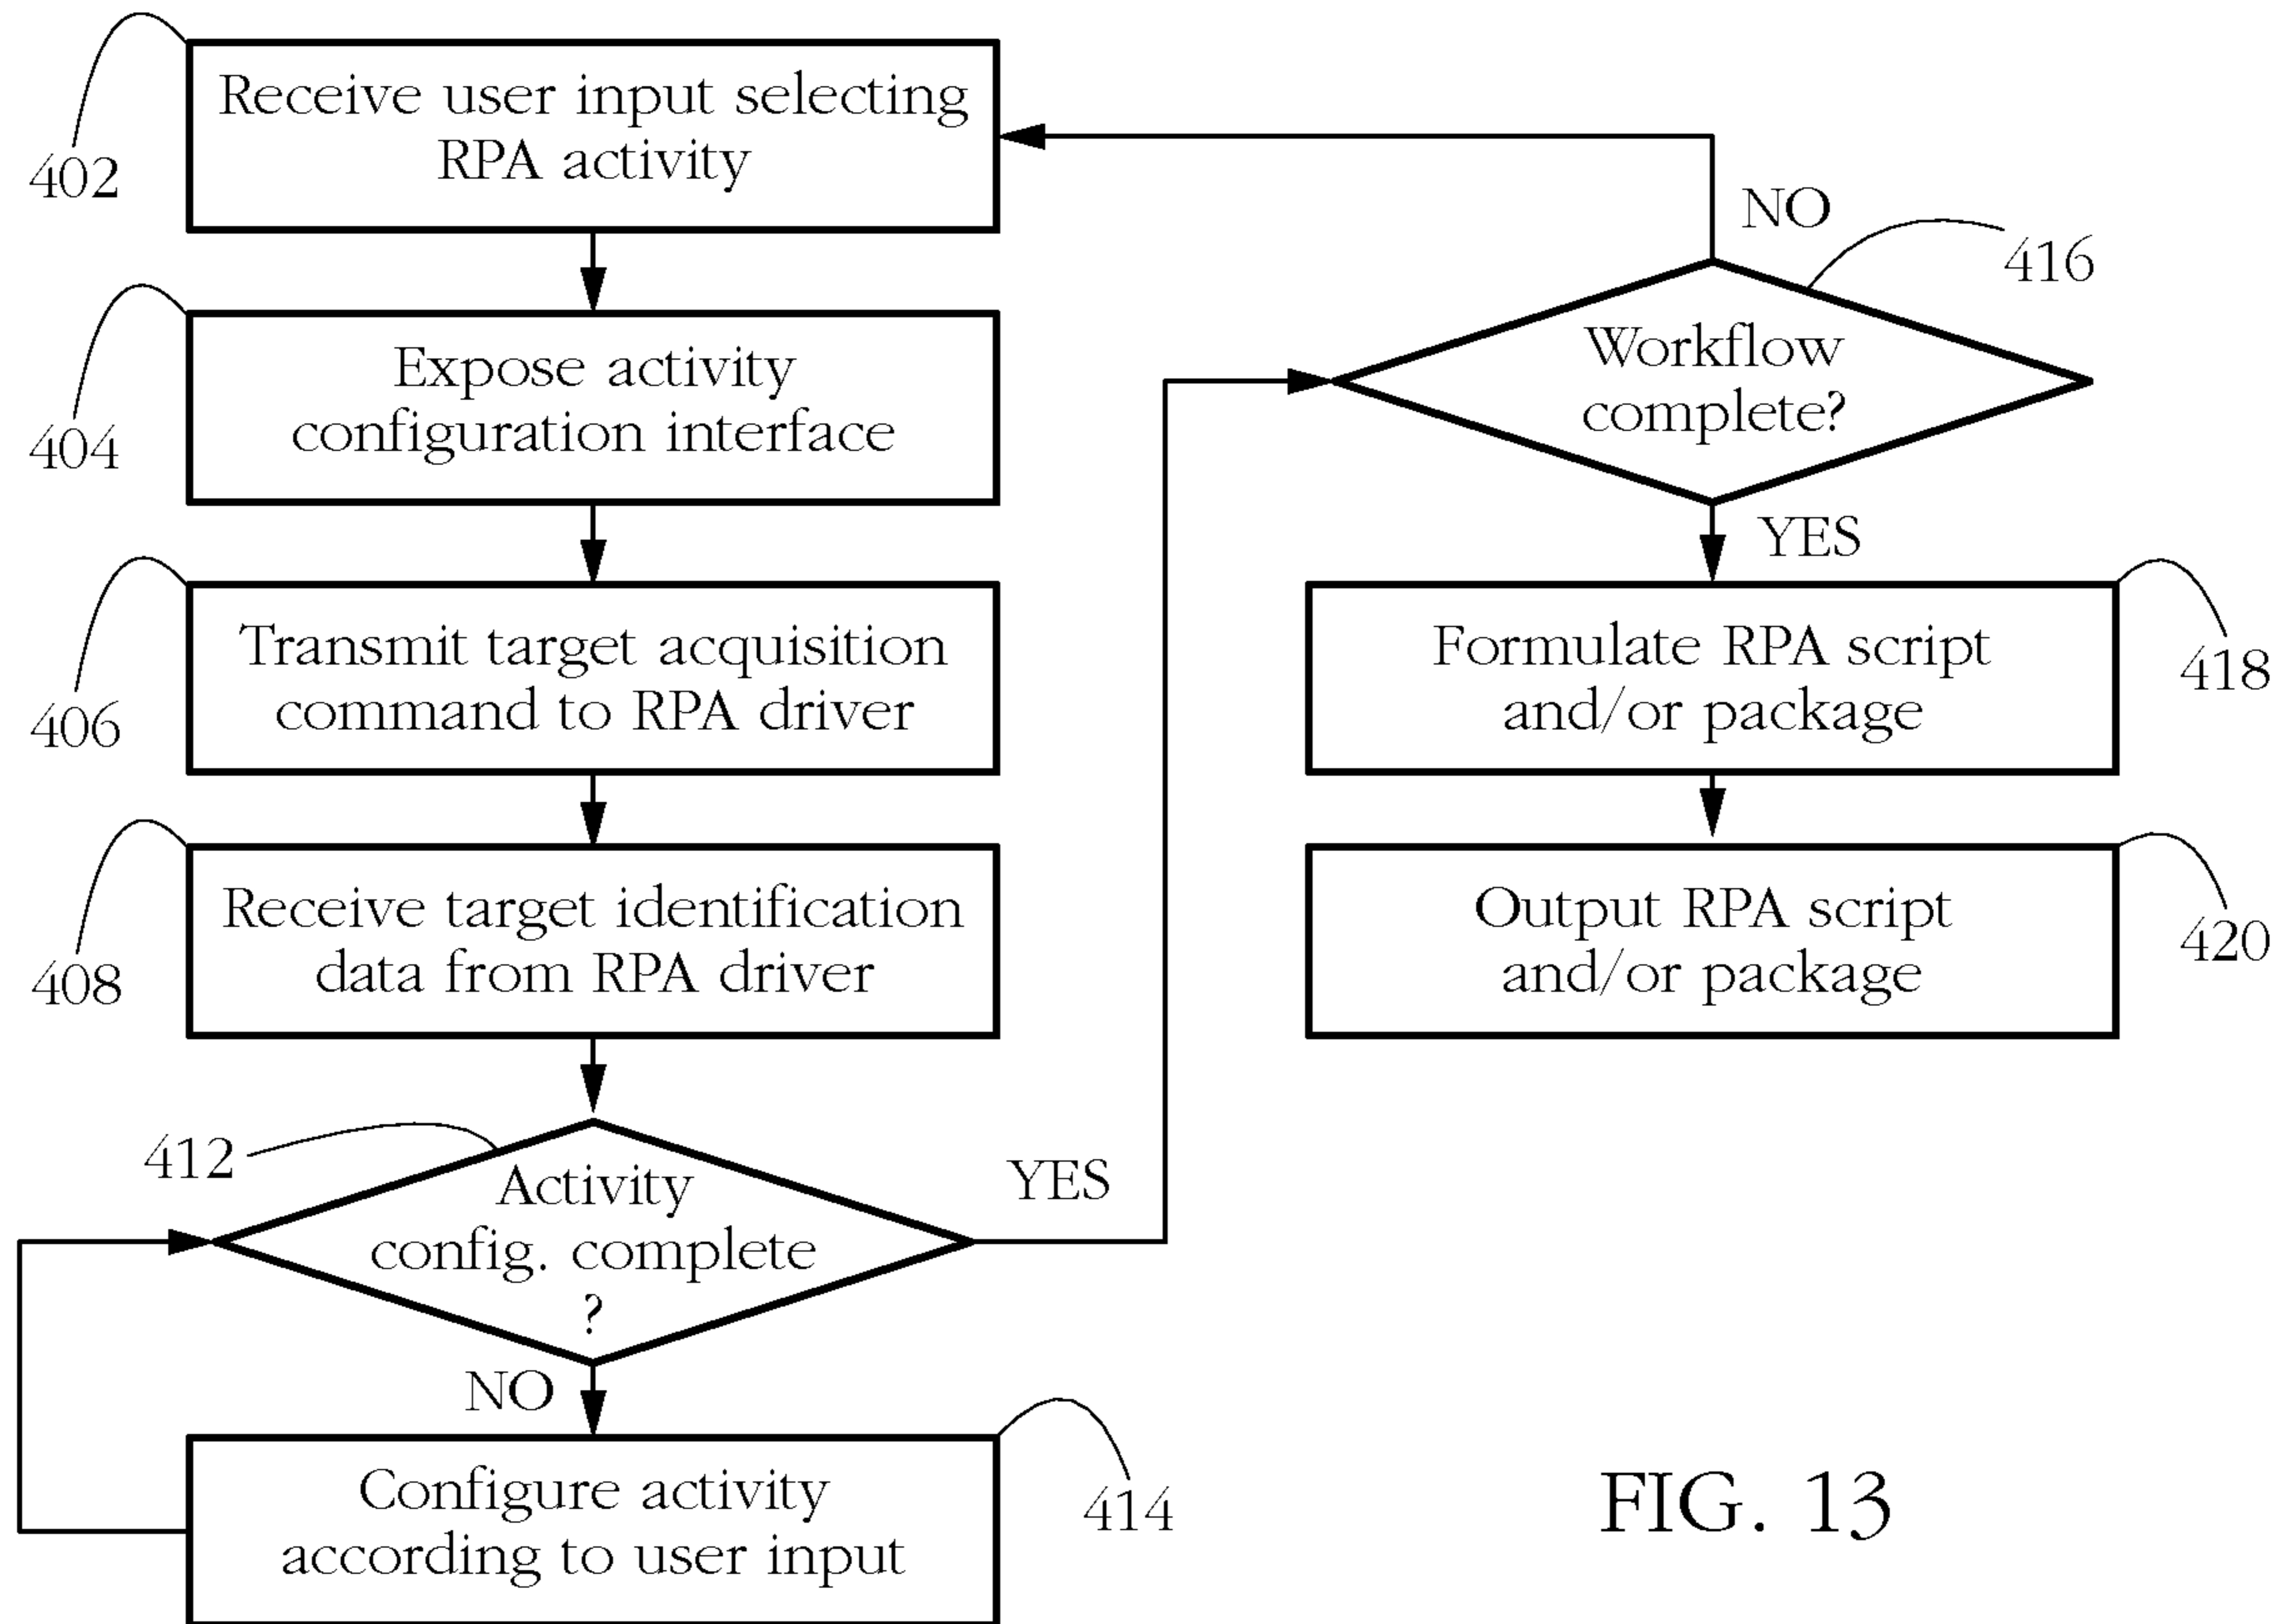 Receive user input selecting
RPA activity
402
Expose activity
configuration interface
404
Transmit target acquisition
command to RPA driver
406
Receive target identification
data from RPA driver
408
412
Activity
config. complete
?
YES
NO
Configure activity
according to user input
414
NO
416
Workflow
complete?
YES
Formulate RPA script
and/or package
418
Output RPA script
and/or package
420
FIG. 13